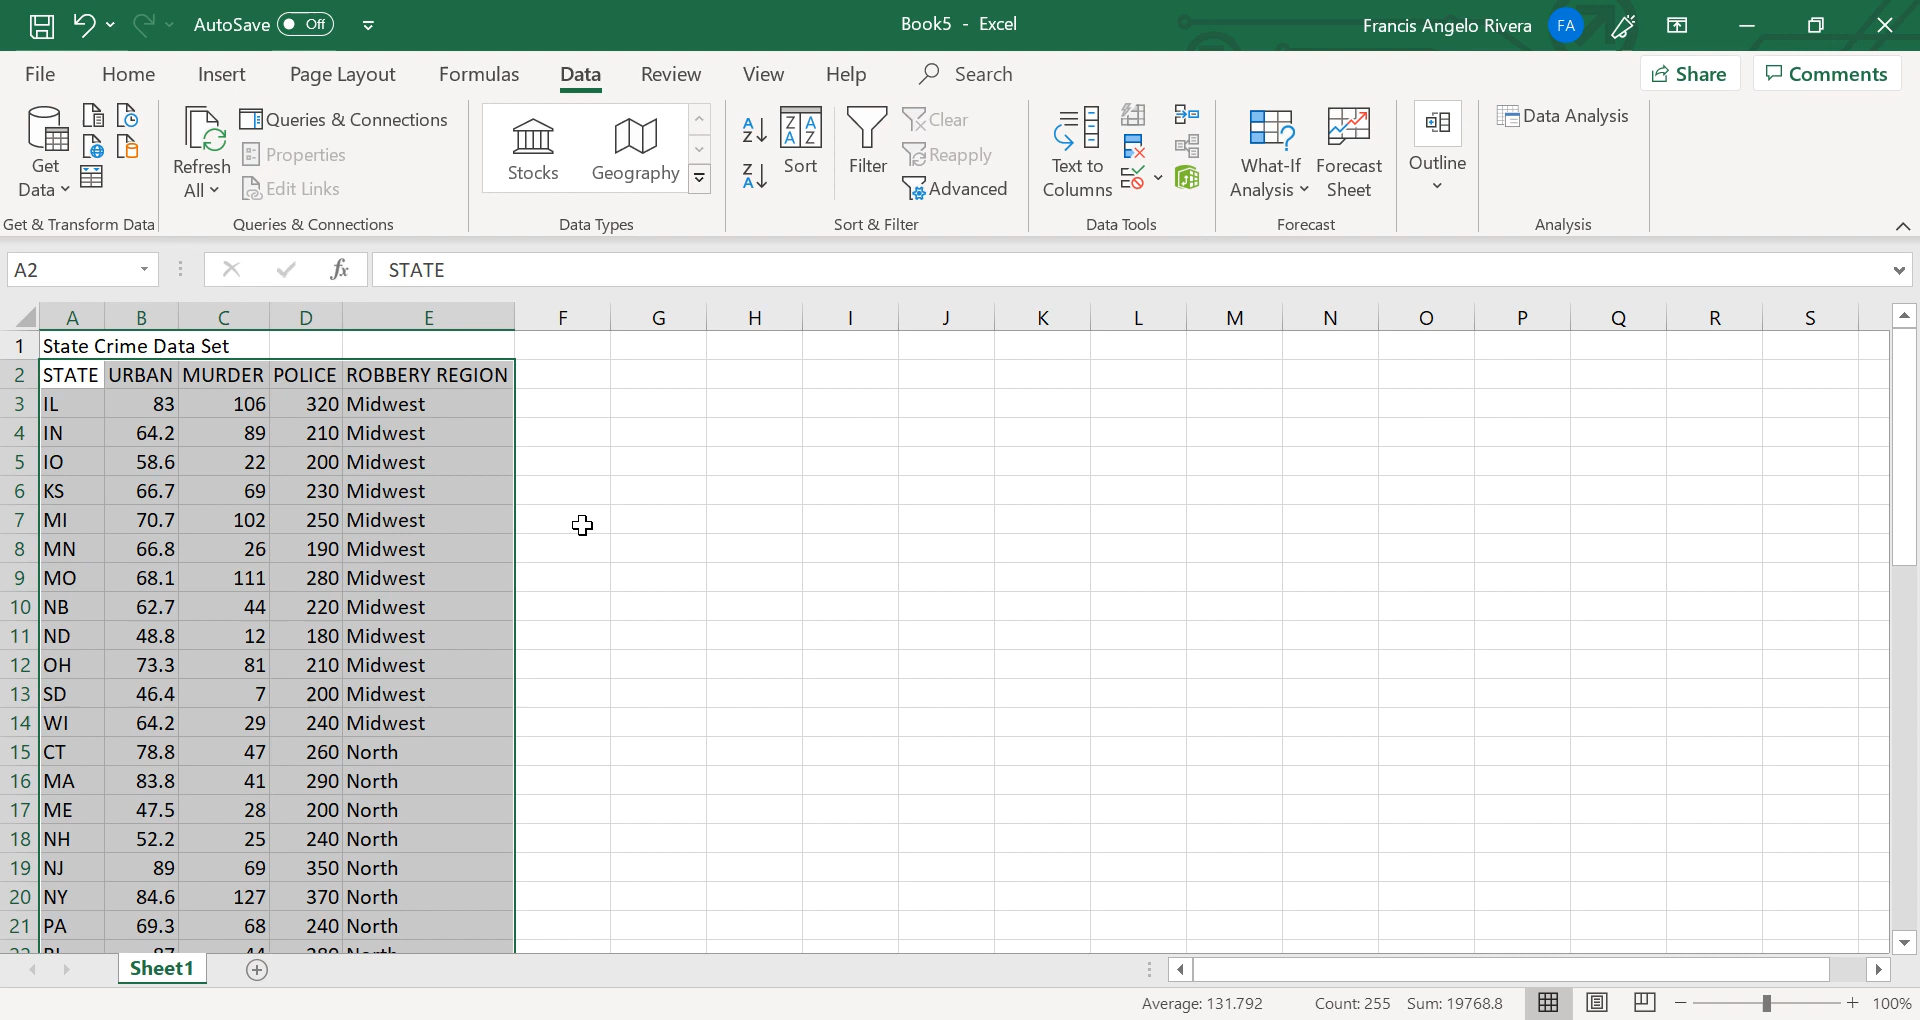 AutoSave Off Book5 - Excel Francis Angelo Rivera FA
File Home Insert Page Layout Formulas Data Review View Help Search Share Comments
Get Data
Refresh All
Queries & Connections
Properties
Edit Links
Stocks
Geography
Sort
Filter
Clear
Reapply
Advanced
Text to Columns
What-If Analysis
Forecast Sheet
Outline
Data Analysis
Get & Transform Data Queries & Connections Data Types Sort & Filter Data Tools Forecast Analysis
A2 fx STATE
A B C D E F G H I J K L M N O P Q R S
1 State Crime Data Set
2 STATE URBAN MURDER POLICE ROBBERY REGION
3 IL 83 106 320 Midwest
4 IN 64.2 89 210 Midwest
5 IO 58.6 22 200 Midwest
6 KS 66.7 69 230 Midwest
7 MI 70.7 102 250 Midwest
8 MN 66.8 26 190 Midwest
9 MO 68.1 111 280 Midwest
10 NB 62.7 44 220 Midwest
11 ND 48.8 12 180 Midwest
12 OH 73.3 81 210 Midwest
13 SD 46.4 7 200 Midwest
14 WI 64.2 29 240 Midwest
15 CT 78.8 47 260 North
16 MA 83.8 41 290 North
17 ME 47.5 28 200 North
18 NH 52.2 25 240 North
19 NJ 89 69 350 North
20 NY 84.6 127 370 North
21 PA 69.3 68 240 North
Sheet1
Average: 131.792 Count: 255 Sum: 19768.8 100%